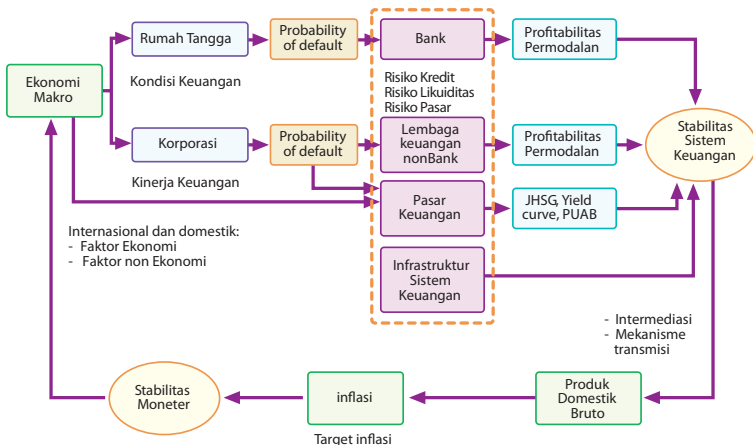 Rumah Tangga
Probability
of default
Bank
Profitabilitas
Permodalan
Ekonomi
Makro
Kondisi Keuangan
Risiko Kredit
Risiko Likuiditas
Risiko Pasar
Korporasi
Probability
of default
Lembaga
keuangan
nonBank
Profitabilitas
Permodalan
Stabilitas
Sistem
Keuangan
Kinerja Keuangan
Pasar
Keuangan
JHSG, Yield
curve, PUAB
Internasional dan domestik:
- Faktor Ekonomi
- Faktor non Ekonomi
Infrastruktur
Sistem
Keuangan
- Intermediasi
- Mekanisme
transmisi
Stabilitas
Moneter
inflasi
Produk
Domestik
Bruto
Target inflasi